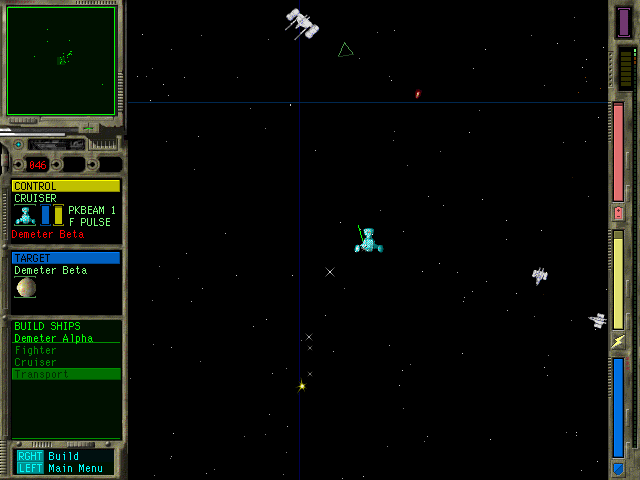 046
CONTROL
CRUISER
PKBEAM 1
F PULSE
Demeter Beta
TARGET
Demeter Beta
BUILD SHIPS
Demeter Alpha
Fighter
Cruiser
Transport
RGHT Build
LEFT Main Menu